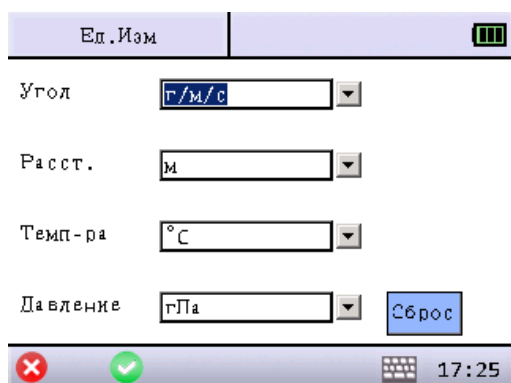 Ед.Изм
Угол г/м/с
Расст. м
Темп-ра °C
Давление гПа
Сброс
17:25